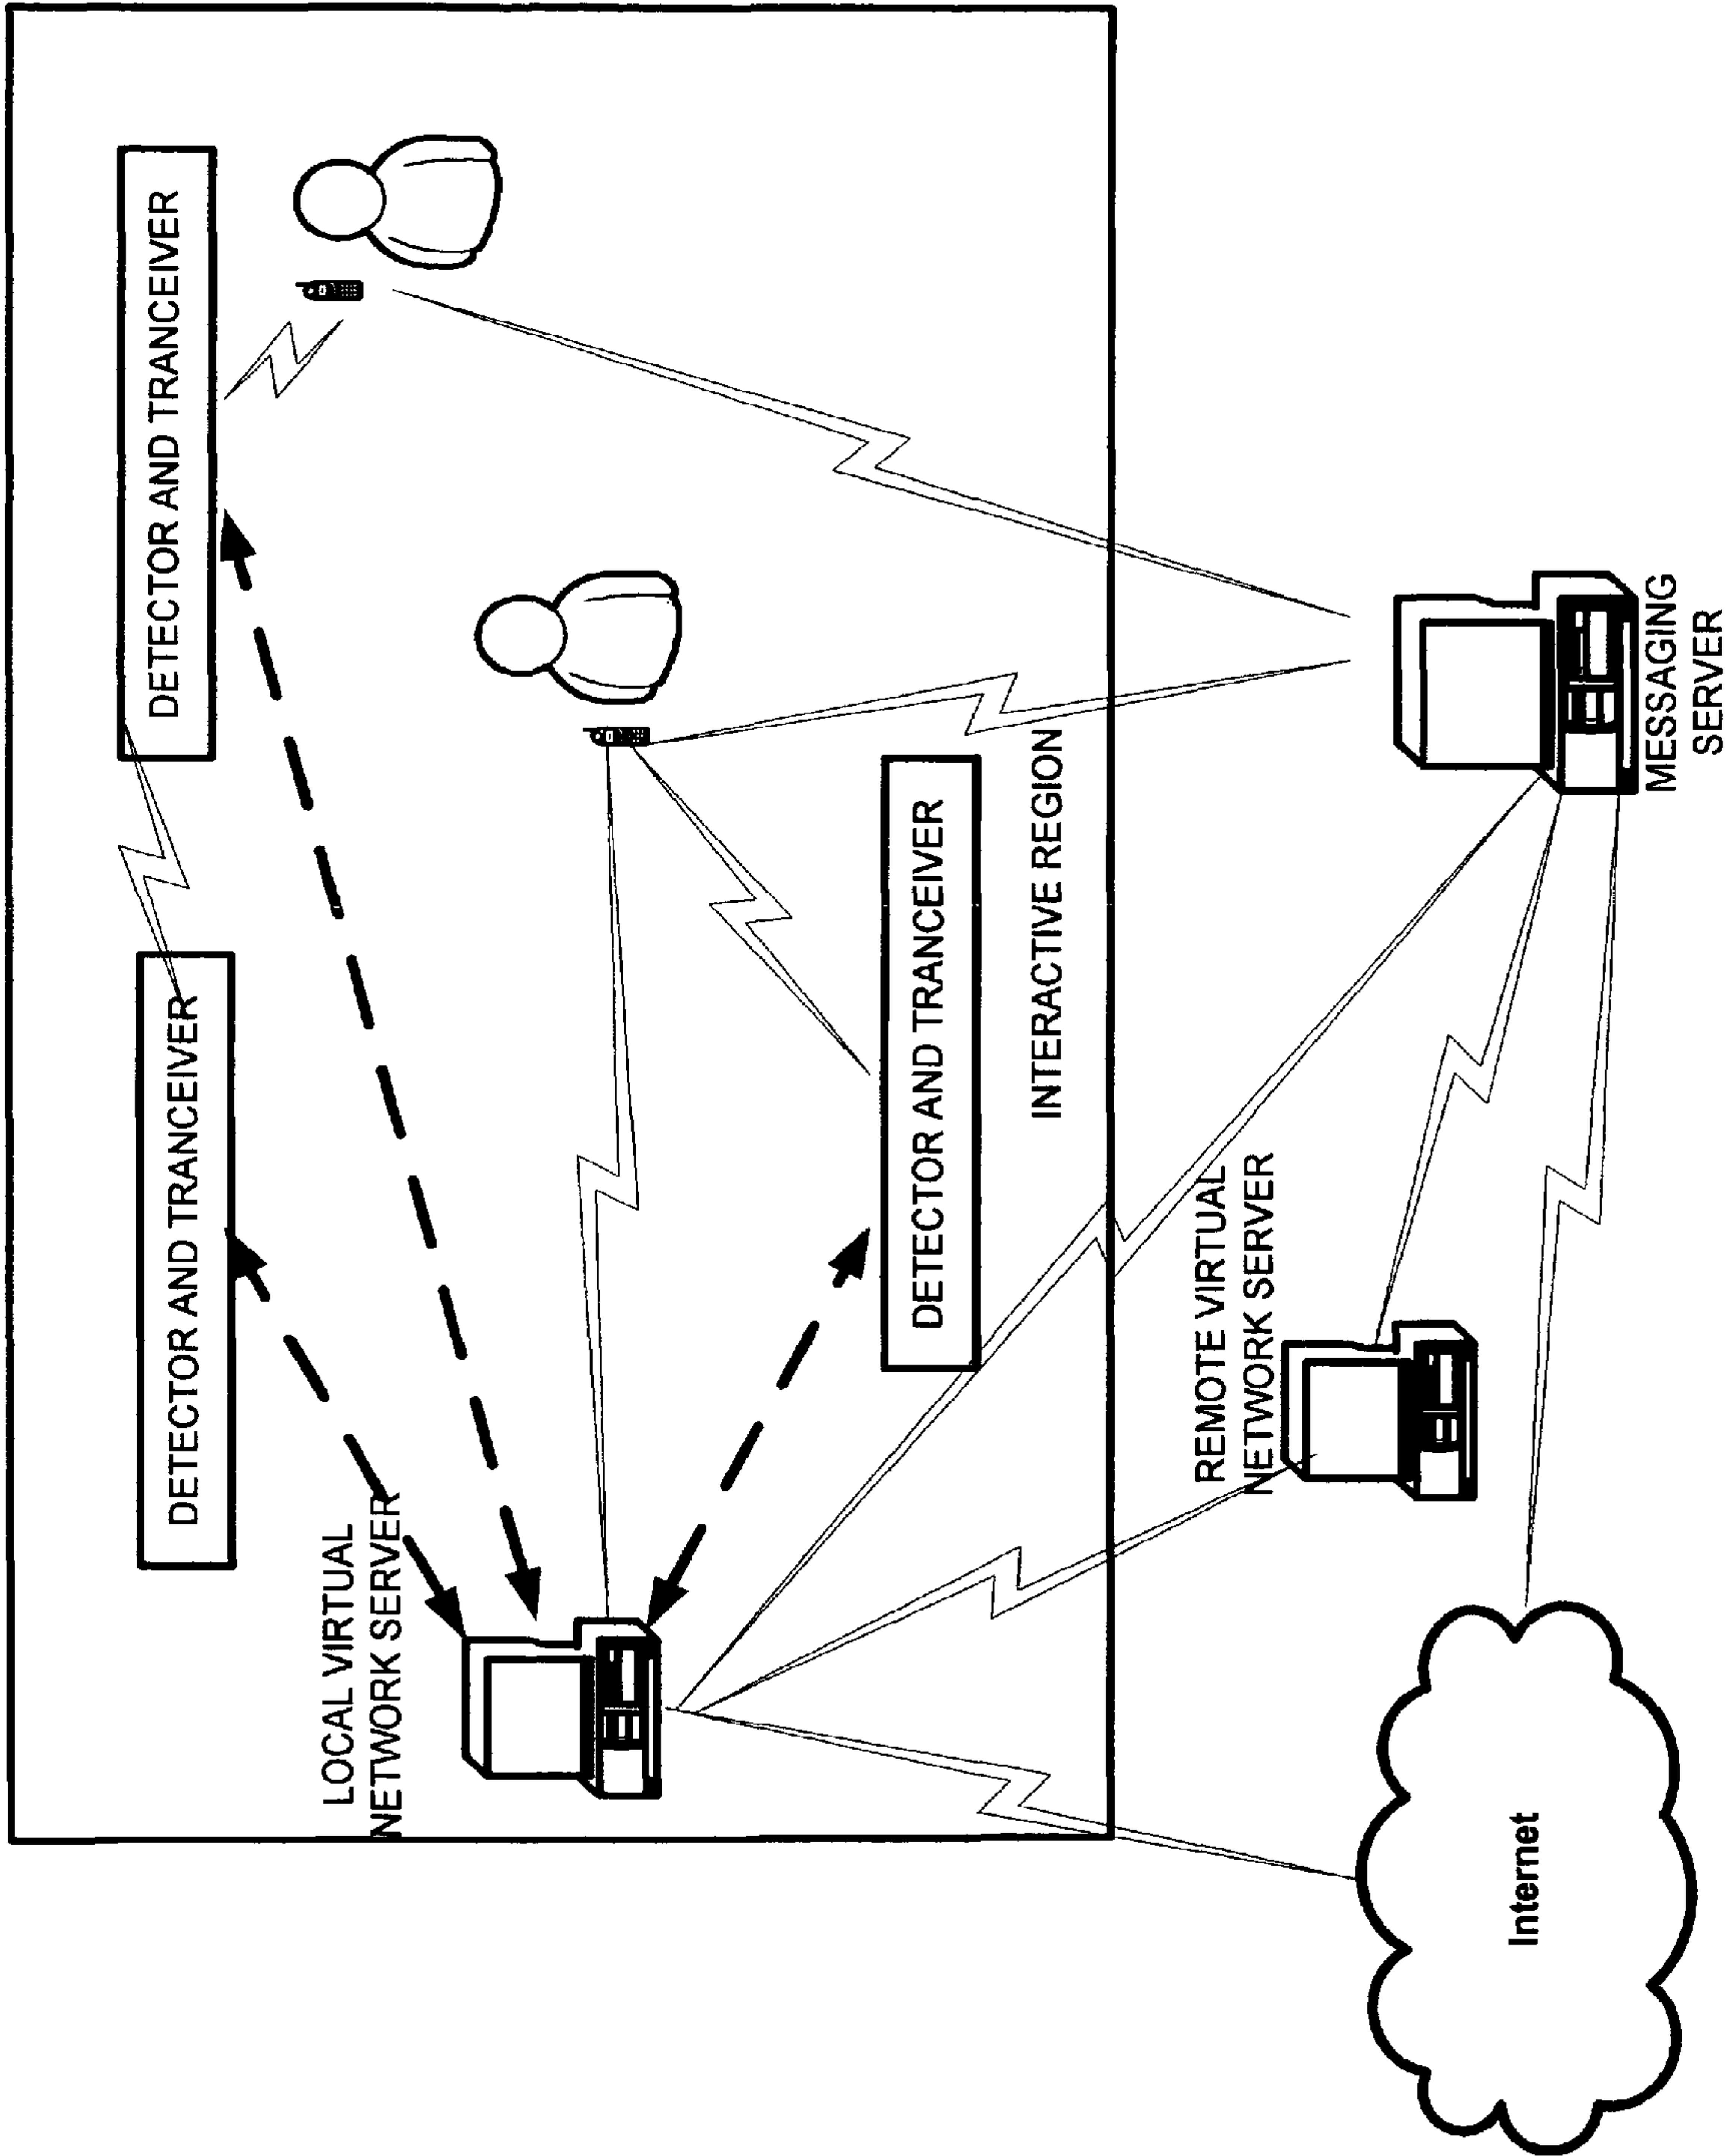 DETECTOR AND TRANCEIVER
DETECTOR AND TRANCEIVER
LOCAL VIRTUAL
NETWORK SERVER
DETECTOR AND TRANCEIVER
INTERACTIVE REGION
REMOTE VIRTUAL
NETWORK SERVER
Internet
MESSAGING
SERVER